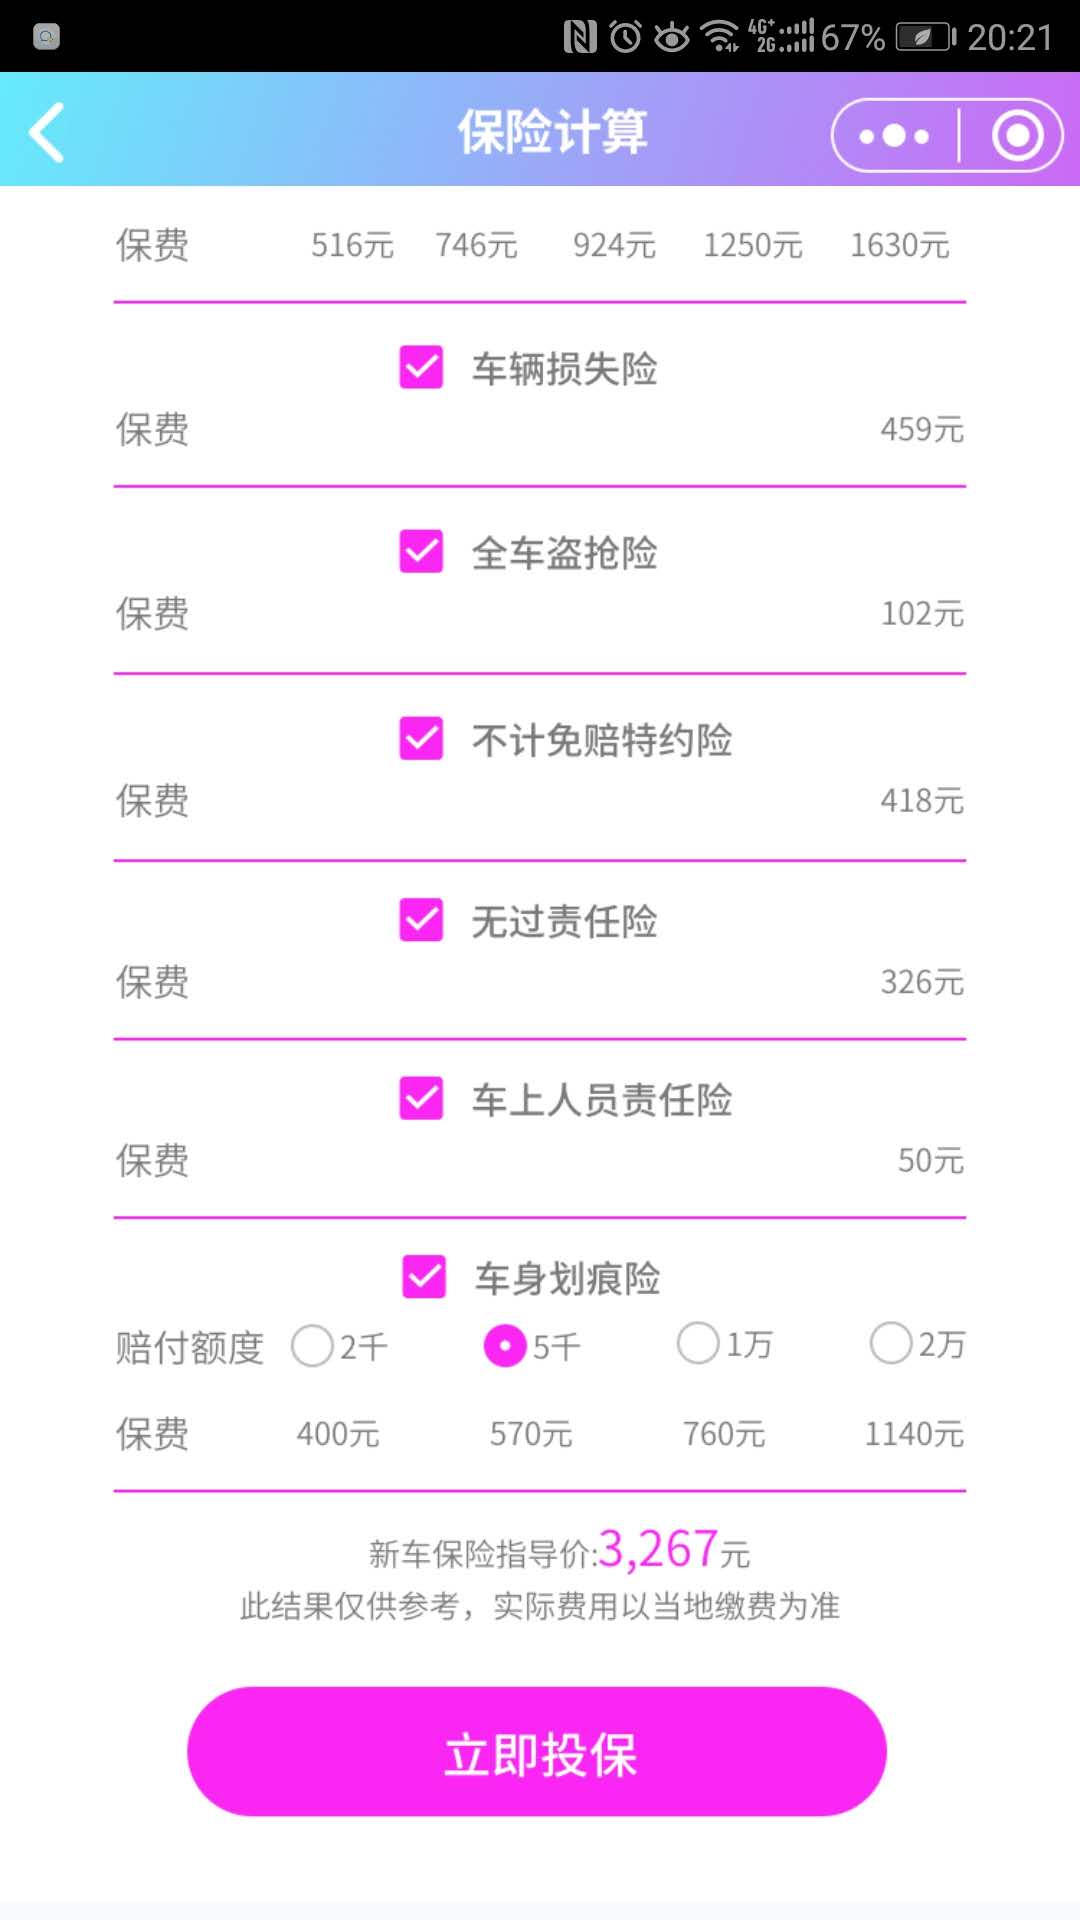 4G+ 2G 67% 20:21
保险计算
保费 516元 746元 924元 1250元 1630元
车辆损失险
保费 459元
全车盗抢险
保费 102元
不计免赔特约险
保费 418元
无过责任险
保费 326元
车上人员责任险
保费 50元
车身划痕险
赔付额度 2千 5千 1万 2万
保费 400元 570元 760元 1140元
新车保险指导价:3,267元
此结果仅供参考，实际费用以当地缴费为准
立即投保